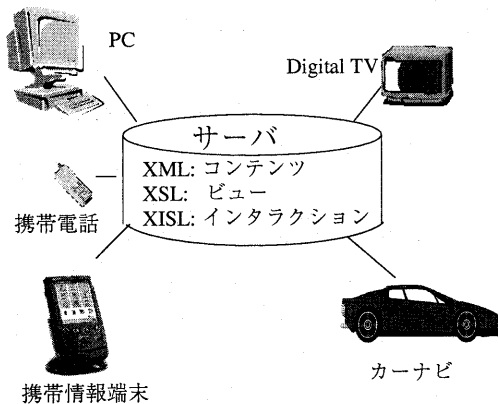 PC
Digital TV
サーバ
XML: コンテンツ
XSL: ビュー
XISL: インタラクション
携帯電話
携帯情報端末
カーナビ